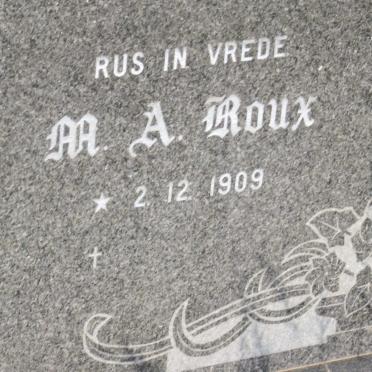 RUS IN VREDE
M. A. Roux
★ 2. 12. 1909
✝